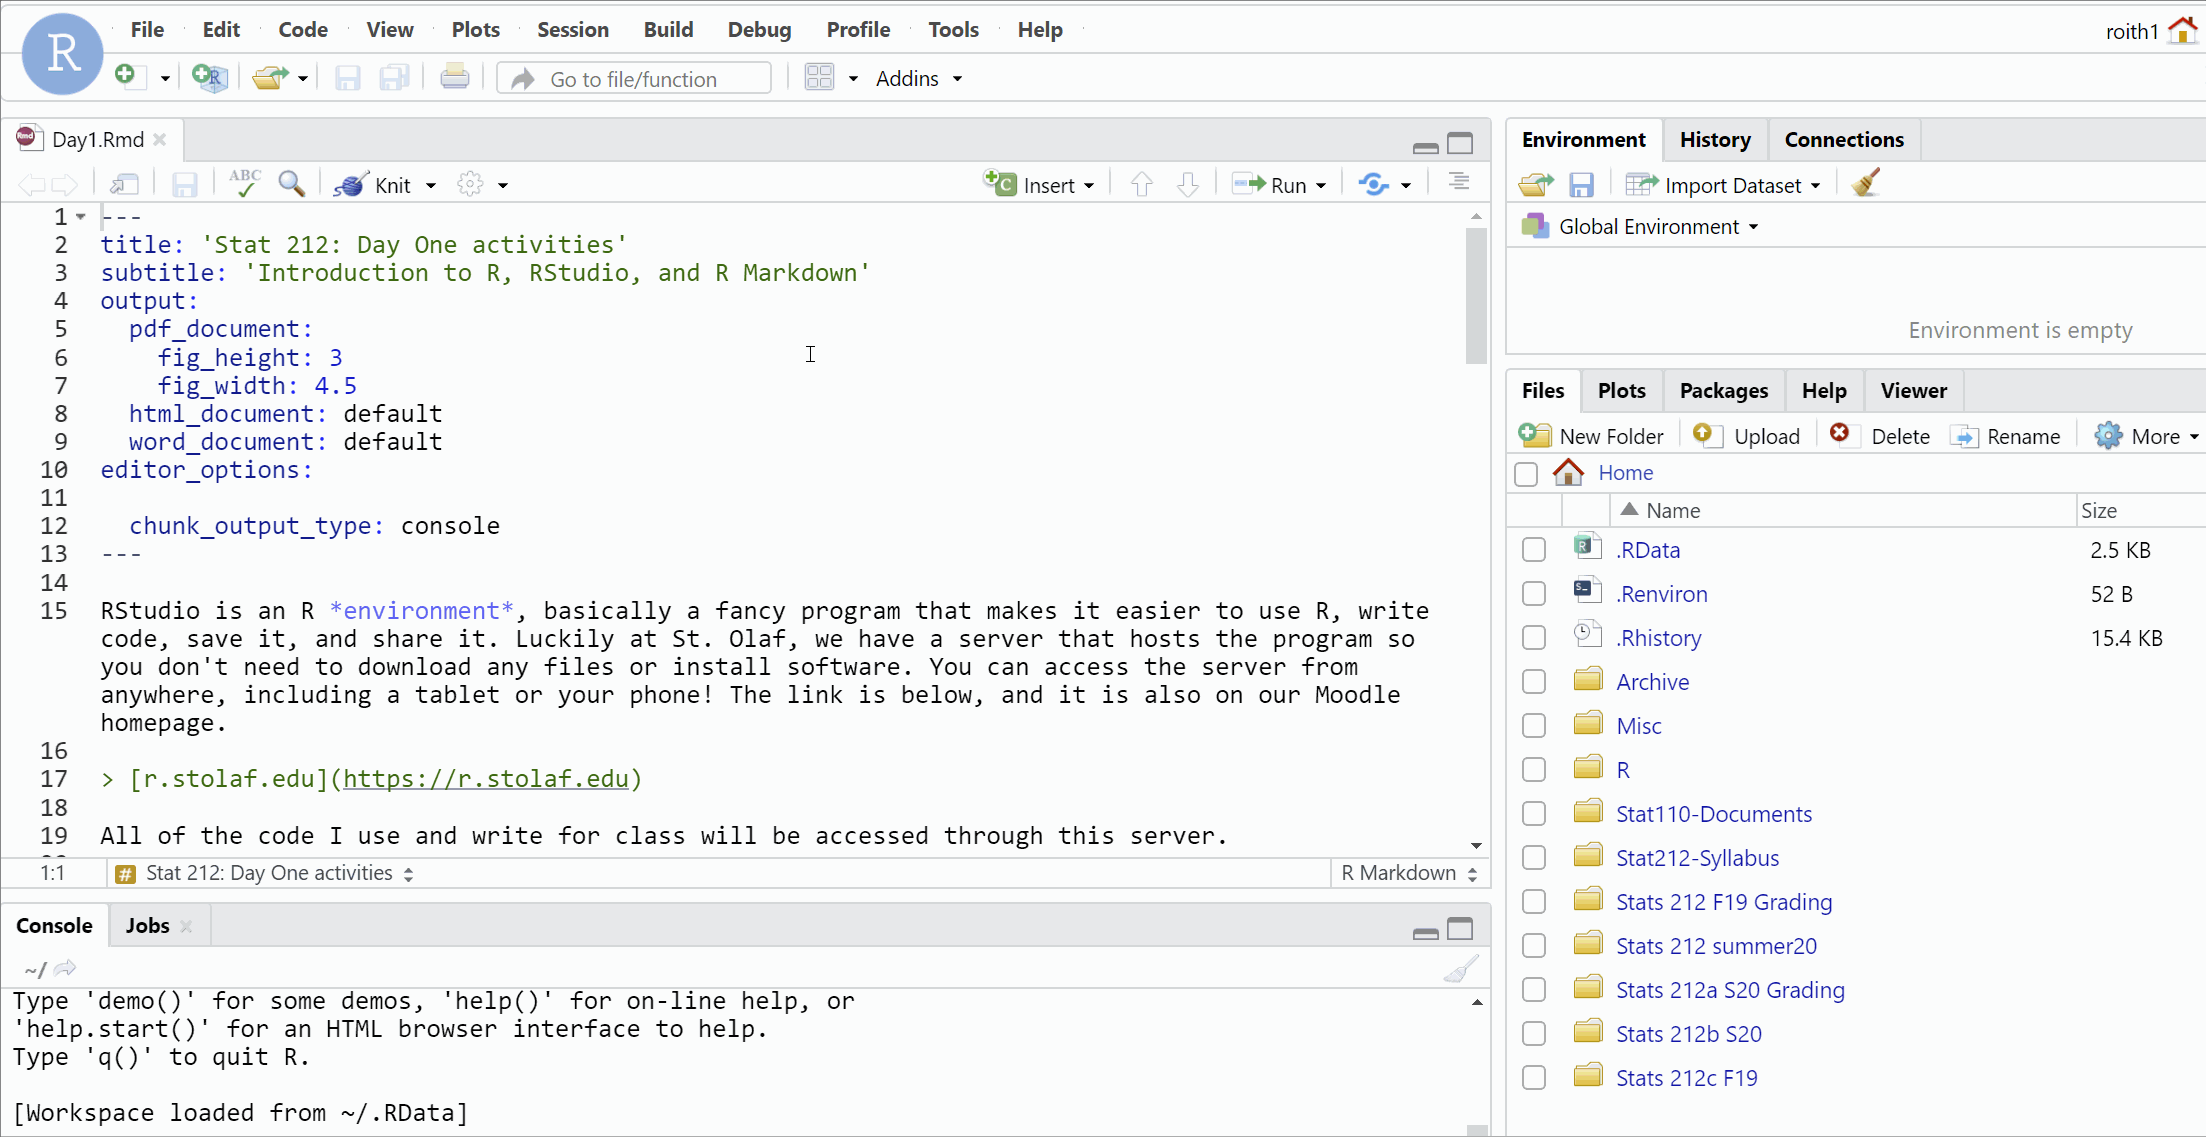 R
File Edit Code View Plots Session Build Debug Profile Tools Help
roith1
Go to file/function
Addins
Day1.Rmd
ABC
Knit
Insert
Run
1 ---
2 title: 'Stat 212: Day One activities'
3 subtitle: 'Introduction to R, RStudio, and R Markdown'
4 output:
5 pdf_document:
6 fig_height: 3
7 fig_width: 4.5
8 html_document: default
9 word_document: default
10 editor_options:
11
12 chunk_output_type: console
13 ---
14
15 RStudio is an R *environment*, basically a fancy program that makes it easier to use R, write
code, save it, and share it. Luckily at St. Olaf, we have a server that hosts the program so
you don't need to download any files or install software. You can access the server from
anywhere, including a tablet or your phone! The link is below, and it is also on our Moodle
homepage.
16
17 > [r.stolaf.edu](https://r.stolaf.edu)
18
19 All of the code I use and write for class will be accessed through this server.
1:1
# Stat 212: Day One activities
R Markdown
Console Jobs
~/
Type 'demo()' for some demos, 'help()' for on-line help, or
'help.start()' for an HTML browser interface to help.
Type 'q()' to quit R.
[Workspace loaded from ~/.RData]
Environment History Connections
Import Dataset
Global Environment
Environment is empty
Files Plots Packages Help Viewer
New Folder Upload Delete Rename More
Home
Name Size
.RData 2.5 KB
.Renviron 52 B
.Rhistory 15.4 KB
Archive
Misc
R
Stat110-Documents
Stat212-Syllabus
Stats 212 F19 Grading
Stats 212 summer20
Stats 212a S20 Grading
Stats 212b S20
Stats 212c F19